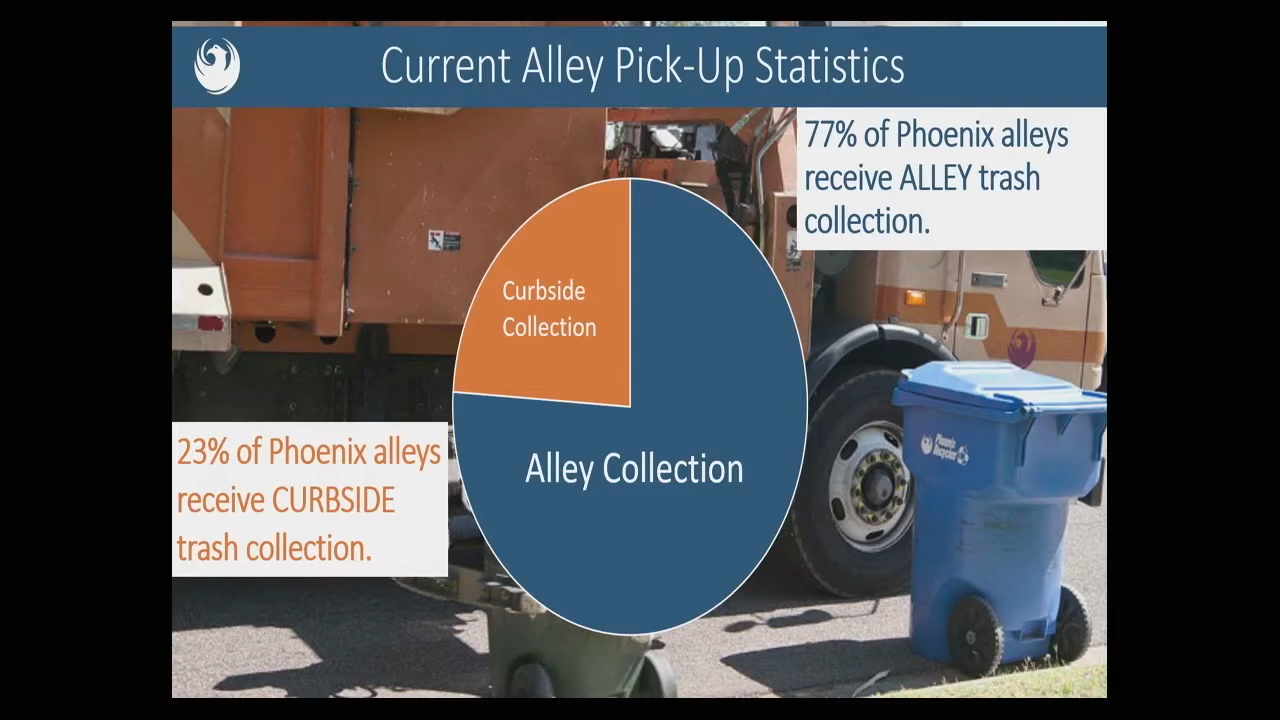 Current Alley Pick-Up Statistics
77% of Phoenix alleys
receive ALLEY trash
collection.
Curbside
Collection
Alley Collection
23% of Phoenix alleys
receive CURBSIDE
trash collection.
Phoenix
Recycles